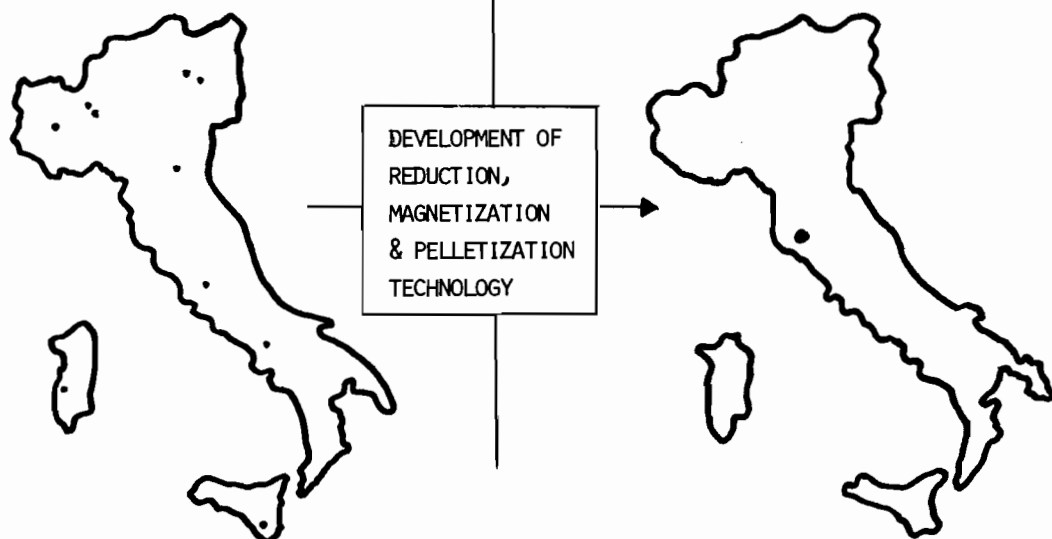 DEVELOPMENT OF
REDUCTION,
MAGNETIZATION
& PELLETIZATION
TECHNOLOGY